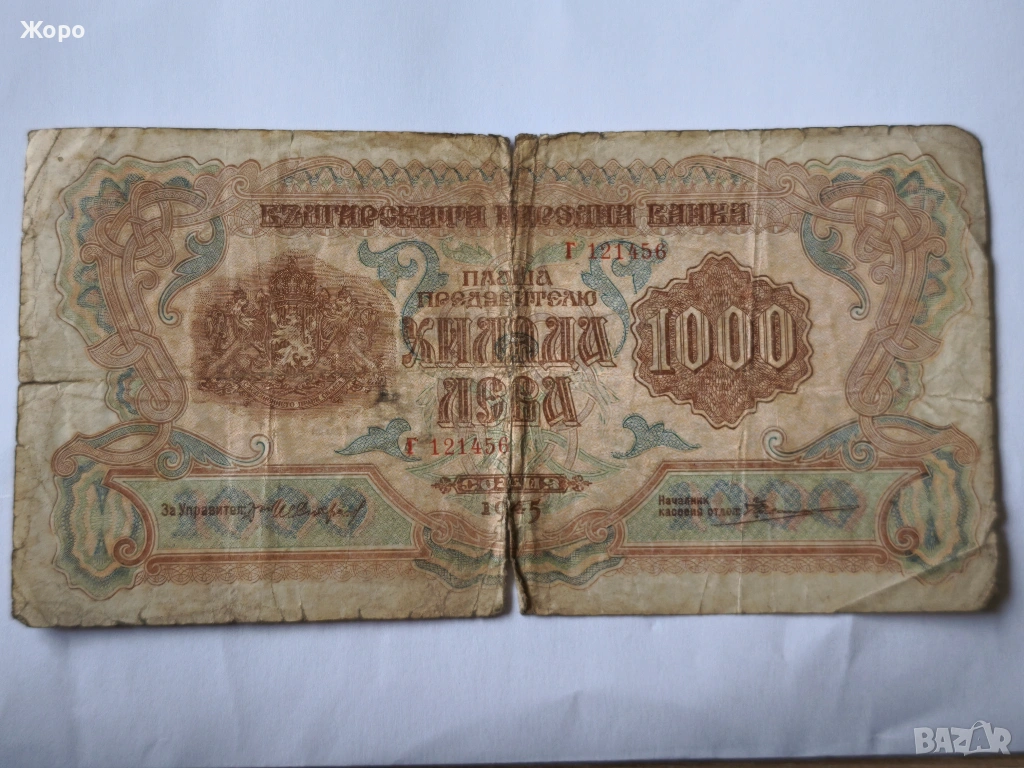 Жоро
БЪЛГАРСКАТА НАРОДНА БАНКА
Г 121456
ПЛАЩА
ПРЕДЯВИТЕЛЮ
ХИЛЯДА
ЛЕВА
1000
Г 121456
СОФИЯ
1945
1000
За Управител:
1000
Началник
касовия отдел:
BAZAR